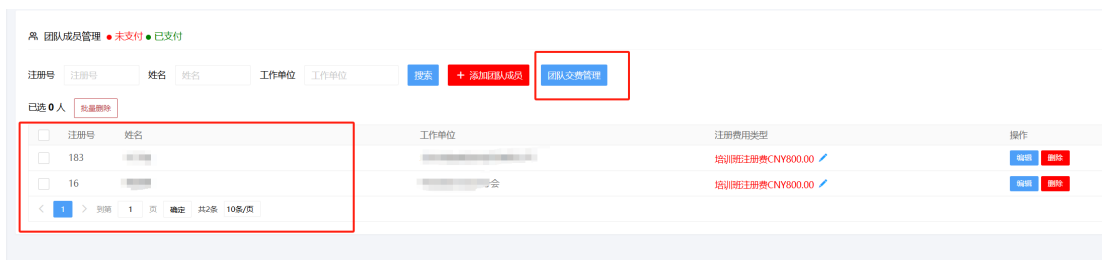 团队成员管理 ● 未支付 ● 已支付
注册号 注册号 姓名 姓名 工作单位 工作单位 搜索 + 添加团队成员 团队交费管理
已选 0 人 批量删除
注册号 姓名 工作单位 注册费用类型 操作
183 培训班注册费CNY800.00 编辑 删除
16 会 培训班注册费CNY800.00 编辑 删除
< 1 > 到第 1 页 确定 共2条 10条/页